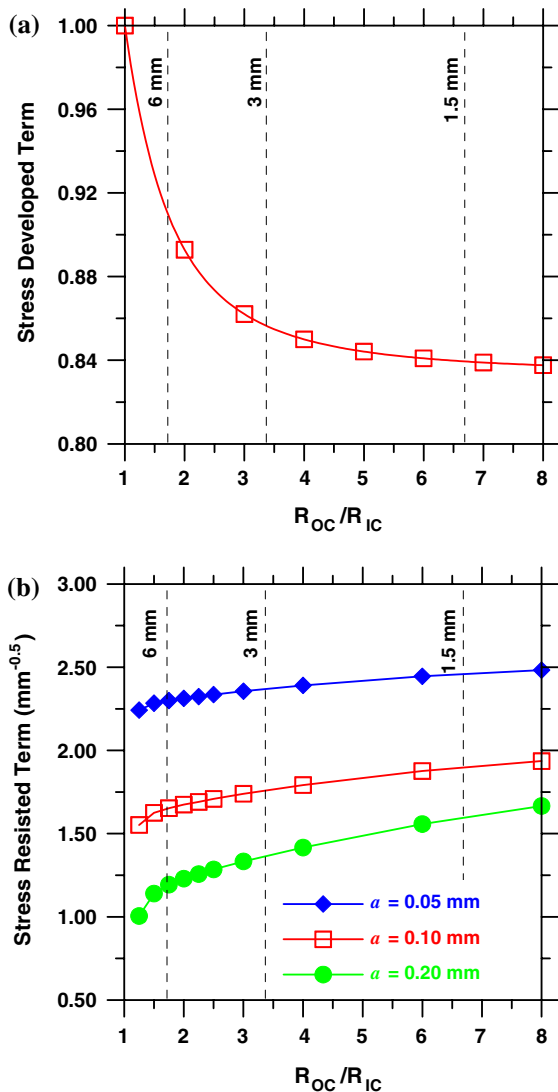 (a)
1.00
0.96
0.92
0.88
0.84
0.80
Stress Developed Term
6 mm
3 mm
1.5 mm
1 2 3 4 5 6 7 8
R_OC/R_IC
(b)
3.00
2.50
2.00
1.50
1.00
0.50
Stress Resisted Term (mm^-0.5)
6 mm
3 mm
1.5 mm
a = 0.05 mm
a = 0.10 mm
a = 0.20 mm
1 2 3 4 5 6 7 8
R_OC/R_IC